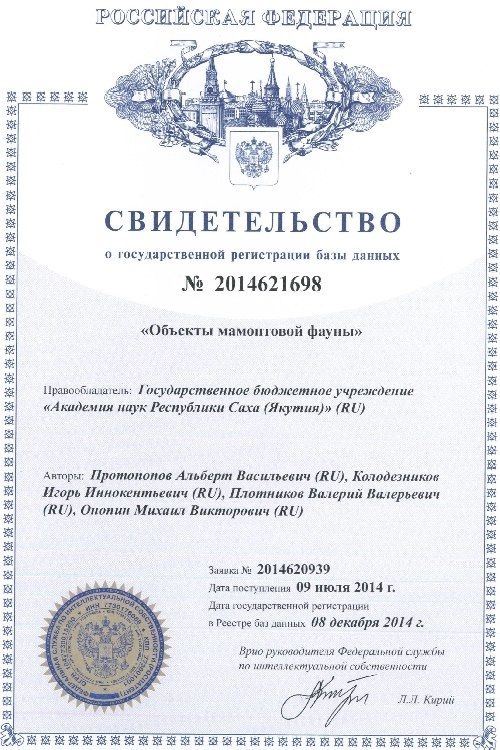 РОССИЙСКАЯ ФЕДЕРАЦИЯ
СВИДЕТЕЛЬСТВО
о государственной регистрации базы данных
№ 2014621698
«Объекты мамонтовой фауны»
Правообладатель: Государственное бюджетное учреждение
«Академия наук Республики Саха (Якутия)» (RU)
Авторы: Протопопов Альберт Васильевич (RU), Колодезников
Игорь Иннокентьевич (RU), Плотников Валерий Валерьевич
(RU), Онопин Михаил Викторович (RU)
Заявка № 2014620939
Дата поступления 09 июля 2014 г.
Дата государственной регистрации
в Реестре баз данных 08 декабря 2014 г.
Врио руководителя Федеральной службы
по интеллектуальной собственности
Л.Л. Кирий